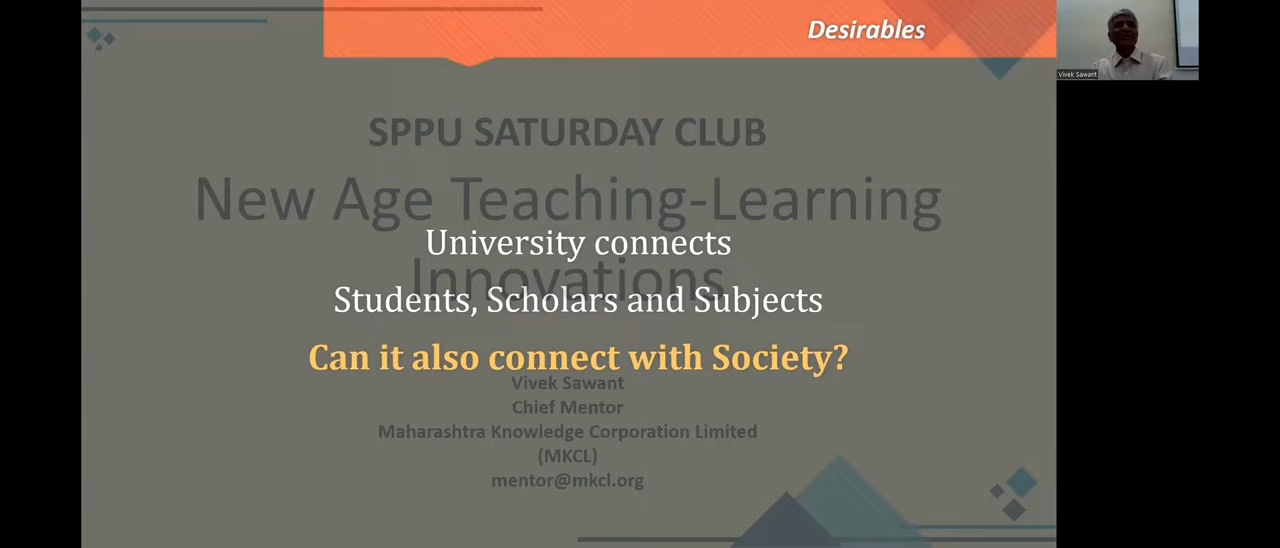 Desirables
Vivek Sawant
SPPU SATURDAY CLUB
New Age Teaching-Learning
University connects
Innovations
Students, Scholars and Subjects
Can it also connect with Society?
Vivek Sawant
Chief Mentor
Maharashtra Knowledge Corporation Limited
(MKCL)
mentor@mkcl.org